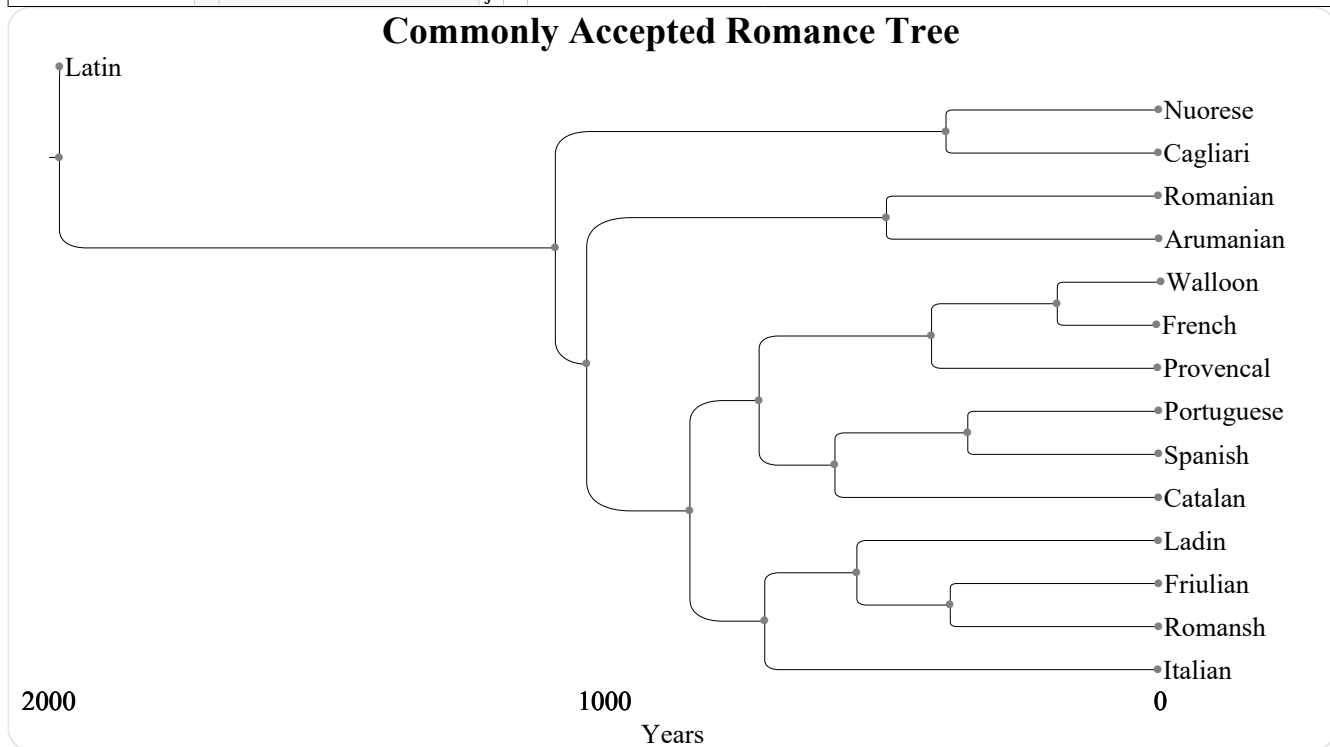 Commonly Accepted Romance Tree
Latin
Nuorese
Cagliari
Romanian
Arumanian
Walloon
French
Provencal
Portuguese
Spanish
Catalan
Ladin
Friulian
Romansh
Italian
2000 1000 0
Years